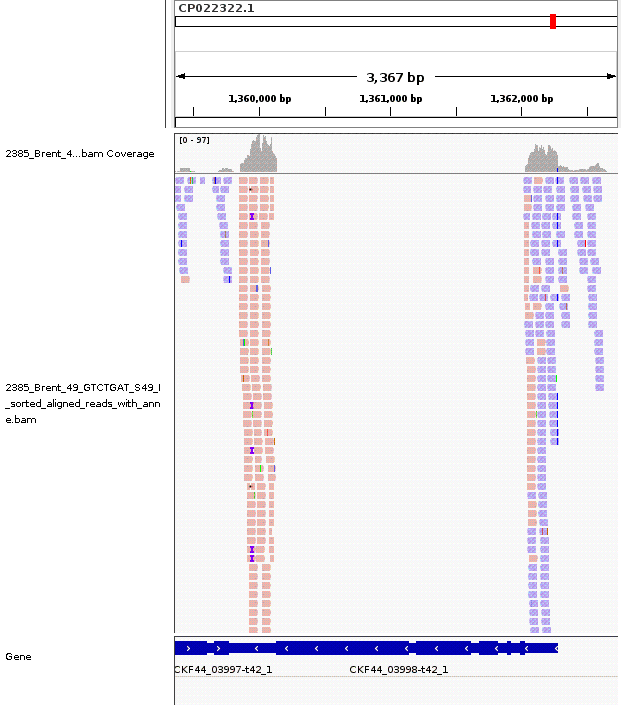 CP022322.1
3,367 bp
1,360,000 bp
1,361,000 bp
1,362,000 bp
[0 - 97]
2385_Brent_4...bam Coverage
2385_Brent_49_GTCTGAT_S49_l
_sorted_aligned_reads_with_ann
e.bam
Gene
CKF44_03997-t42_1
CKF44_03998-t42_1